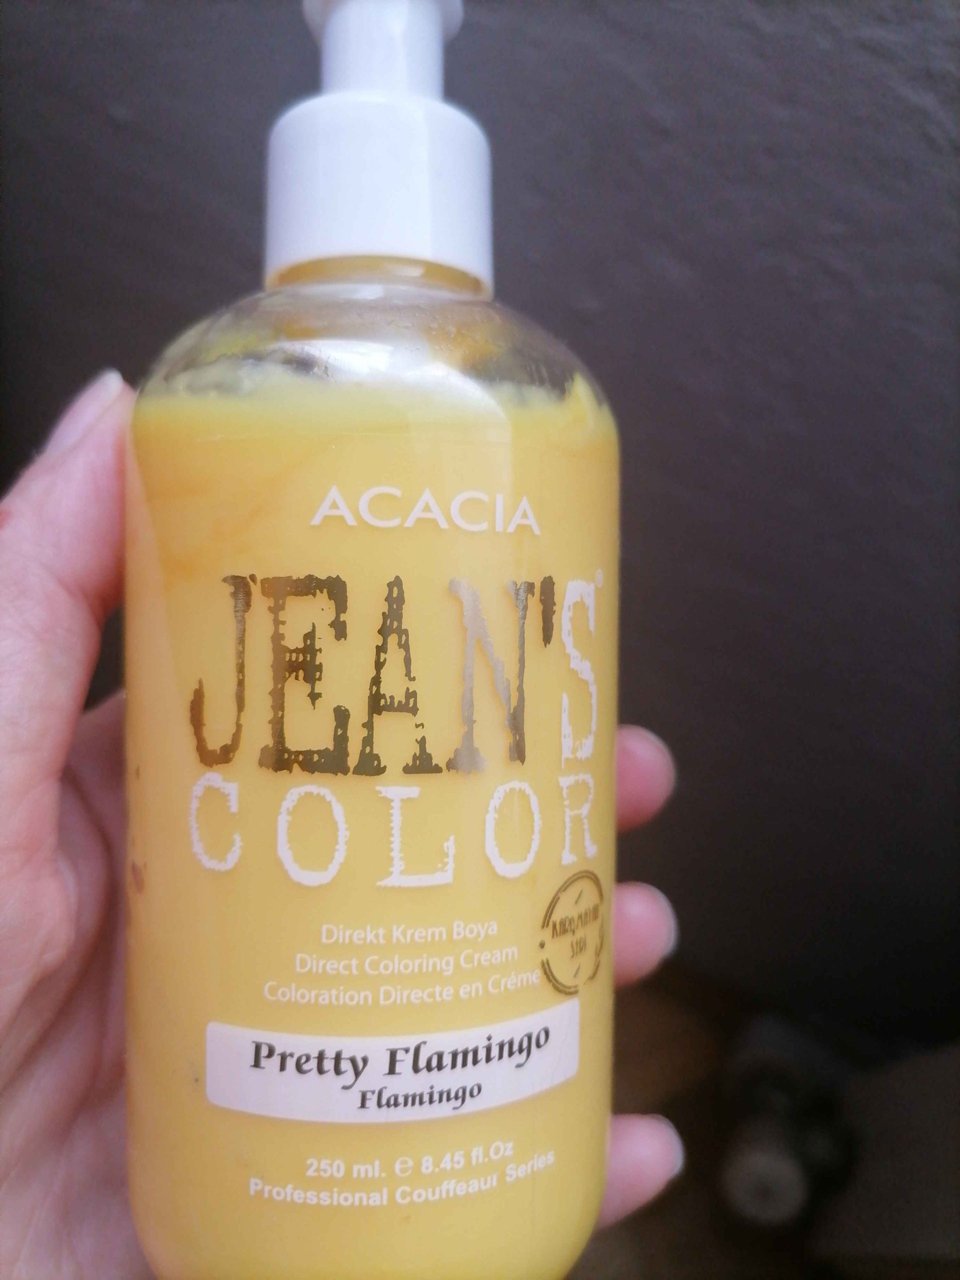 ACACIA
JEAN'S
COLOR
Direkt Krem Boya
Direct Coloring Cream
Coloration Directe en Créme
Pretty Flamingo
Flamingo
250 ml. ℮ 8.45 fl.Oz
Professional Couffeaur Series